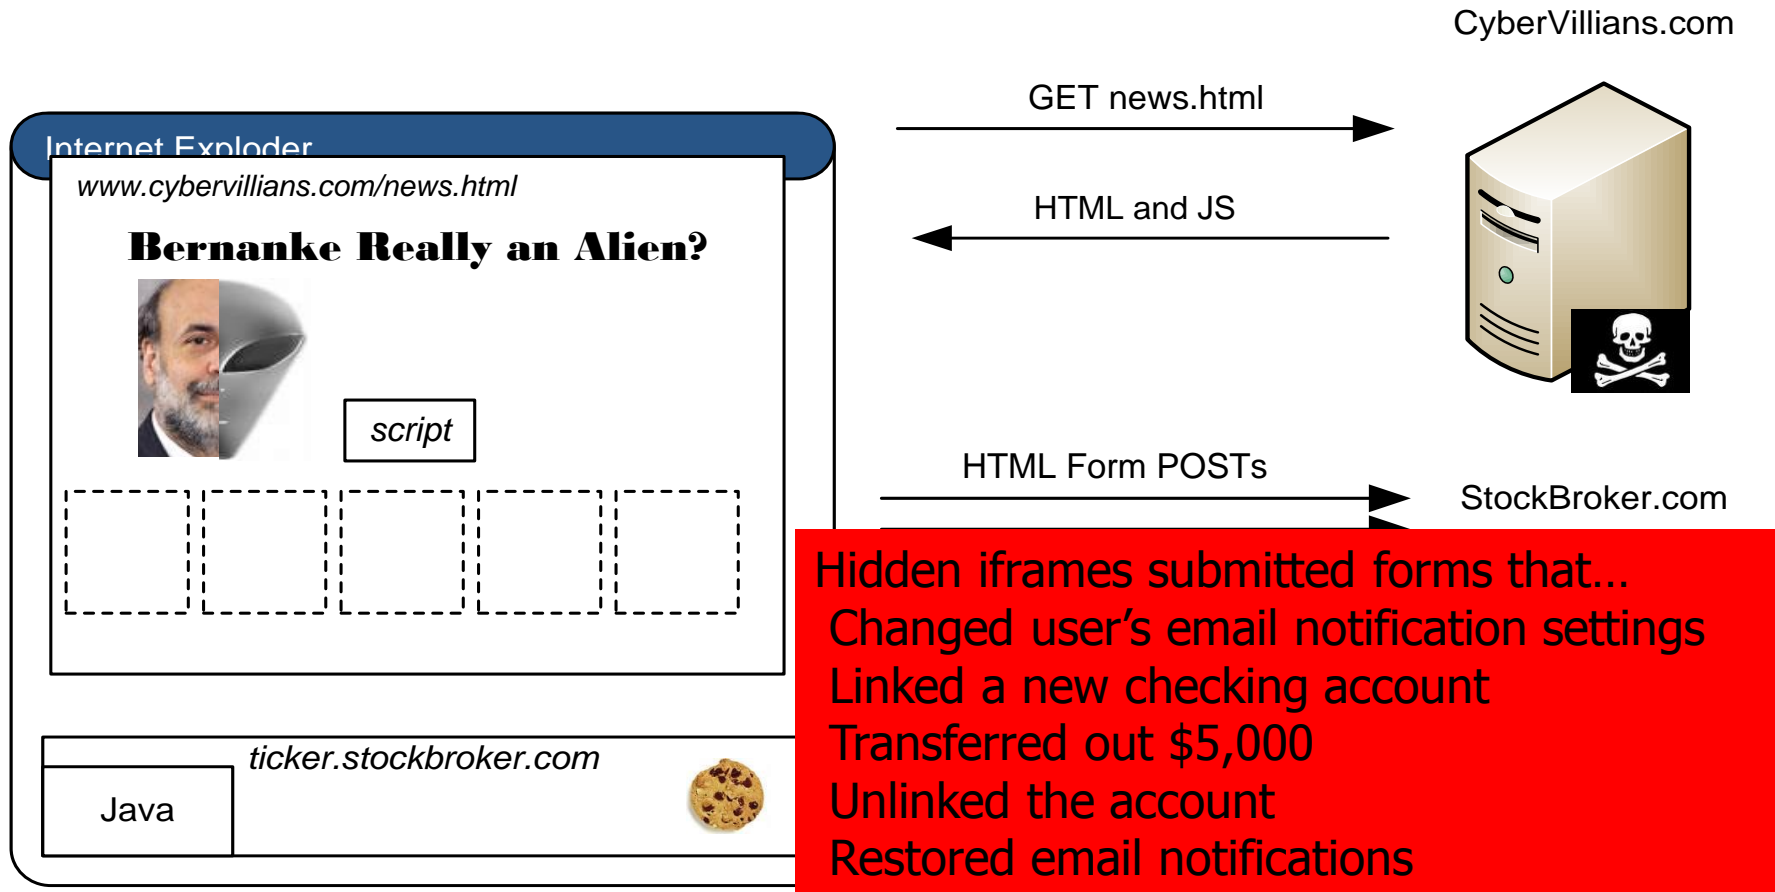 CyberVillians.com
GET news.html
Internet Exploder
www.cybervillians.com/news.html
HTML and JS
Bernanke Really an Alien?
script
HTML Form POSTs
StockBroker.com
Hidden iframes submitted forms that…
Changed user’s email notification settings
Linked a new checking account
Transferred out $5,000
Unlinked the account
Restored email notifications
ticker.stockbroker.com
Java